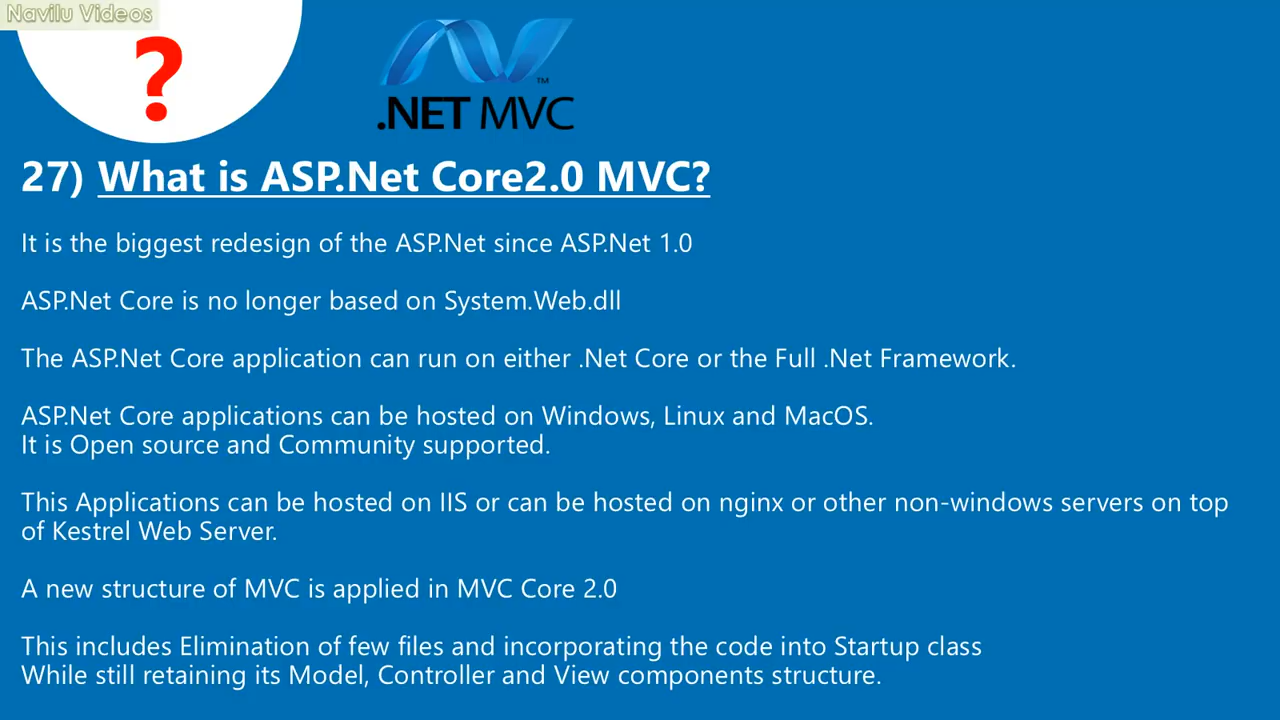 Navilu Videos
?
TM
.NET MVC
27) What is ASP.Net Core2.0 MVC?
It is the biggest redesign of the ASP.Net since ASP.Net 1.0
ASP.Net Core is no longer based on System.Web.dll
The ASP.Net Core application can run on either .Net Core or the Full .Net Framework.
ASP.Net Core applications can be hosted on Windows, Linux and MacOS.
It is Open source and Community supported.
This Applications can be hosted on IIS or can be hosted on nginx or other non-windows servers on top
of Kestrel Web Server.
A new structure of MVC is applied in MVC Core 2.0
This includes Elimination of few files and incorporating the code into Startup class
While still retaining its Model, Controller and View components structure.